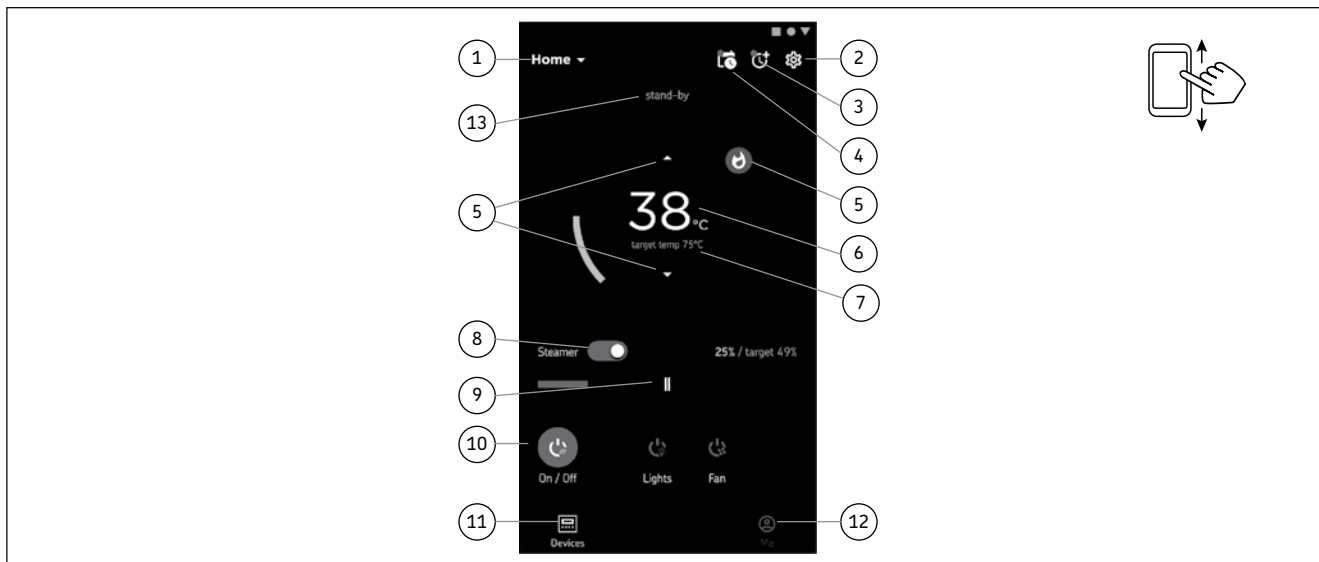 1
Home
2
3
stand-by
13
4
5
5
38°C
6
target temp 75°C
7
8
Steamer
25% / target 49%
9
10
On / Off
Lights
Fan
11
12
Devices
Me